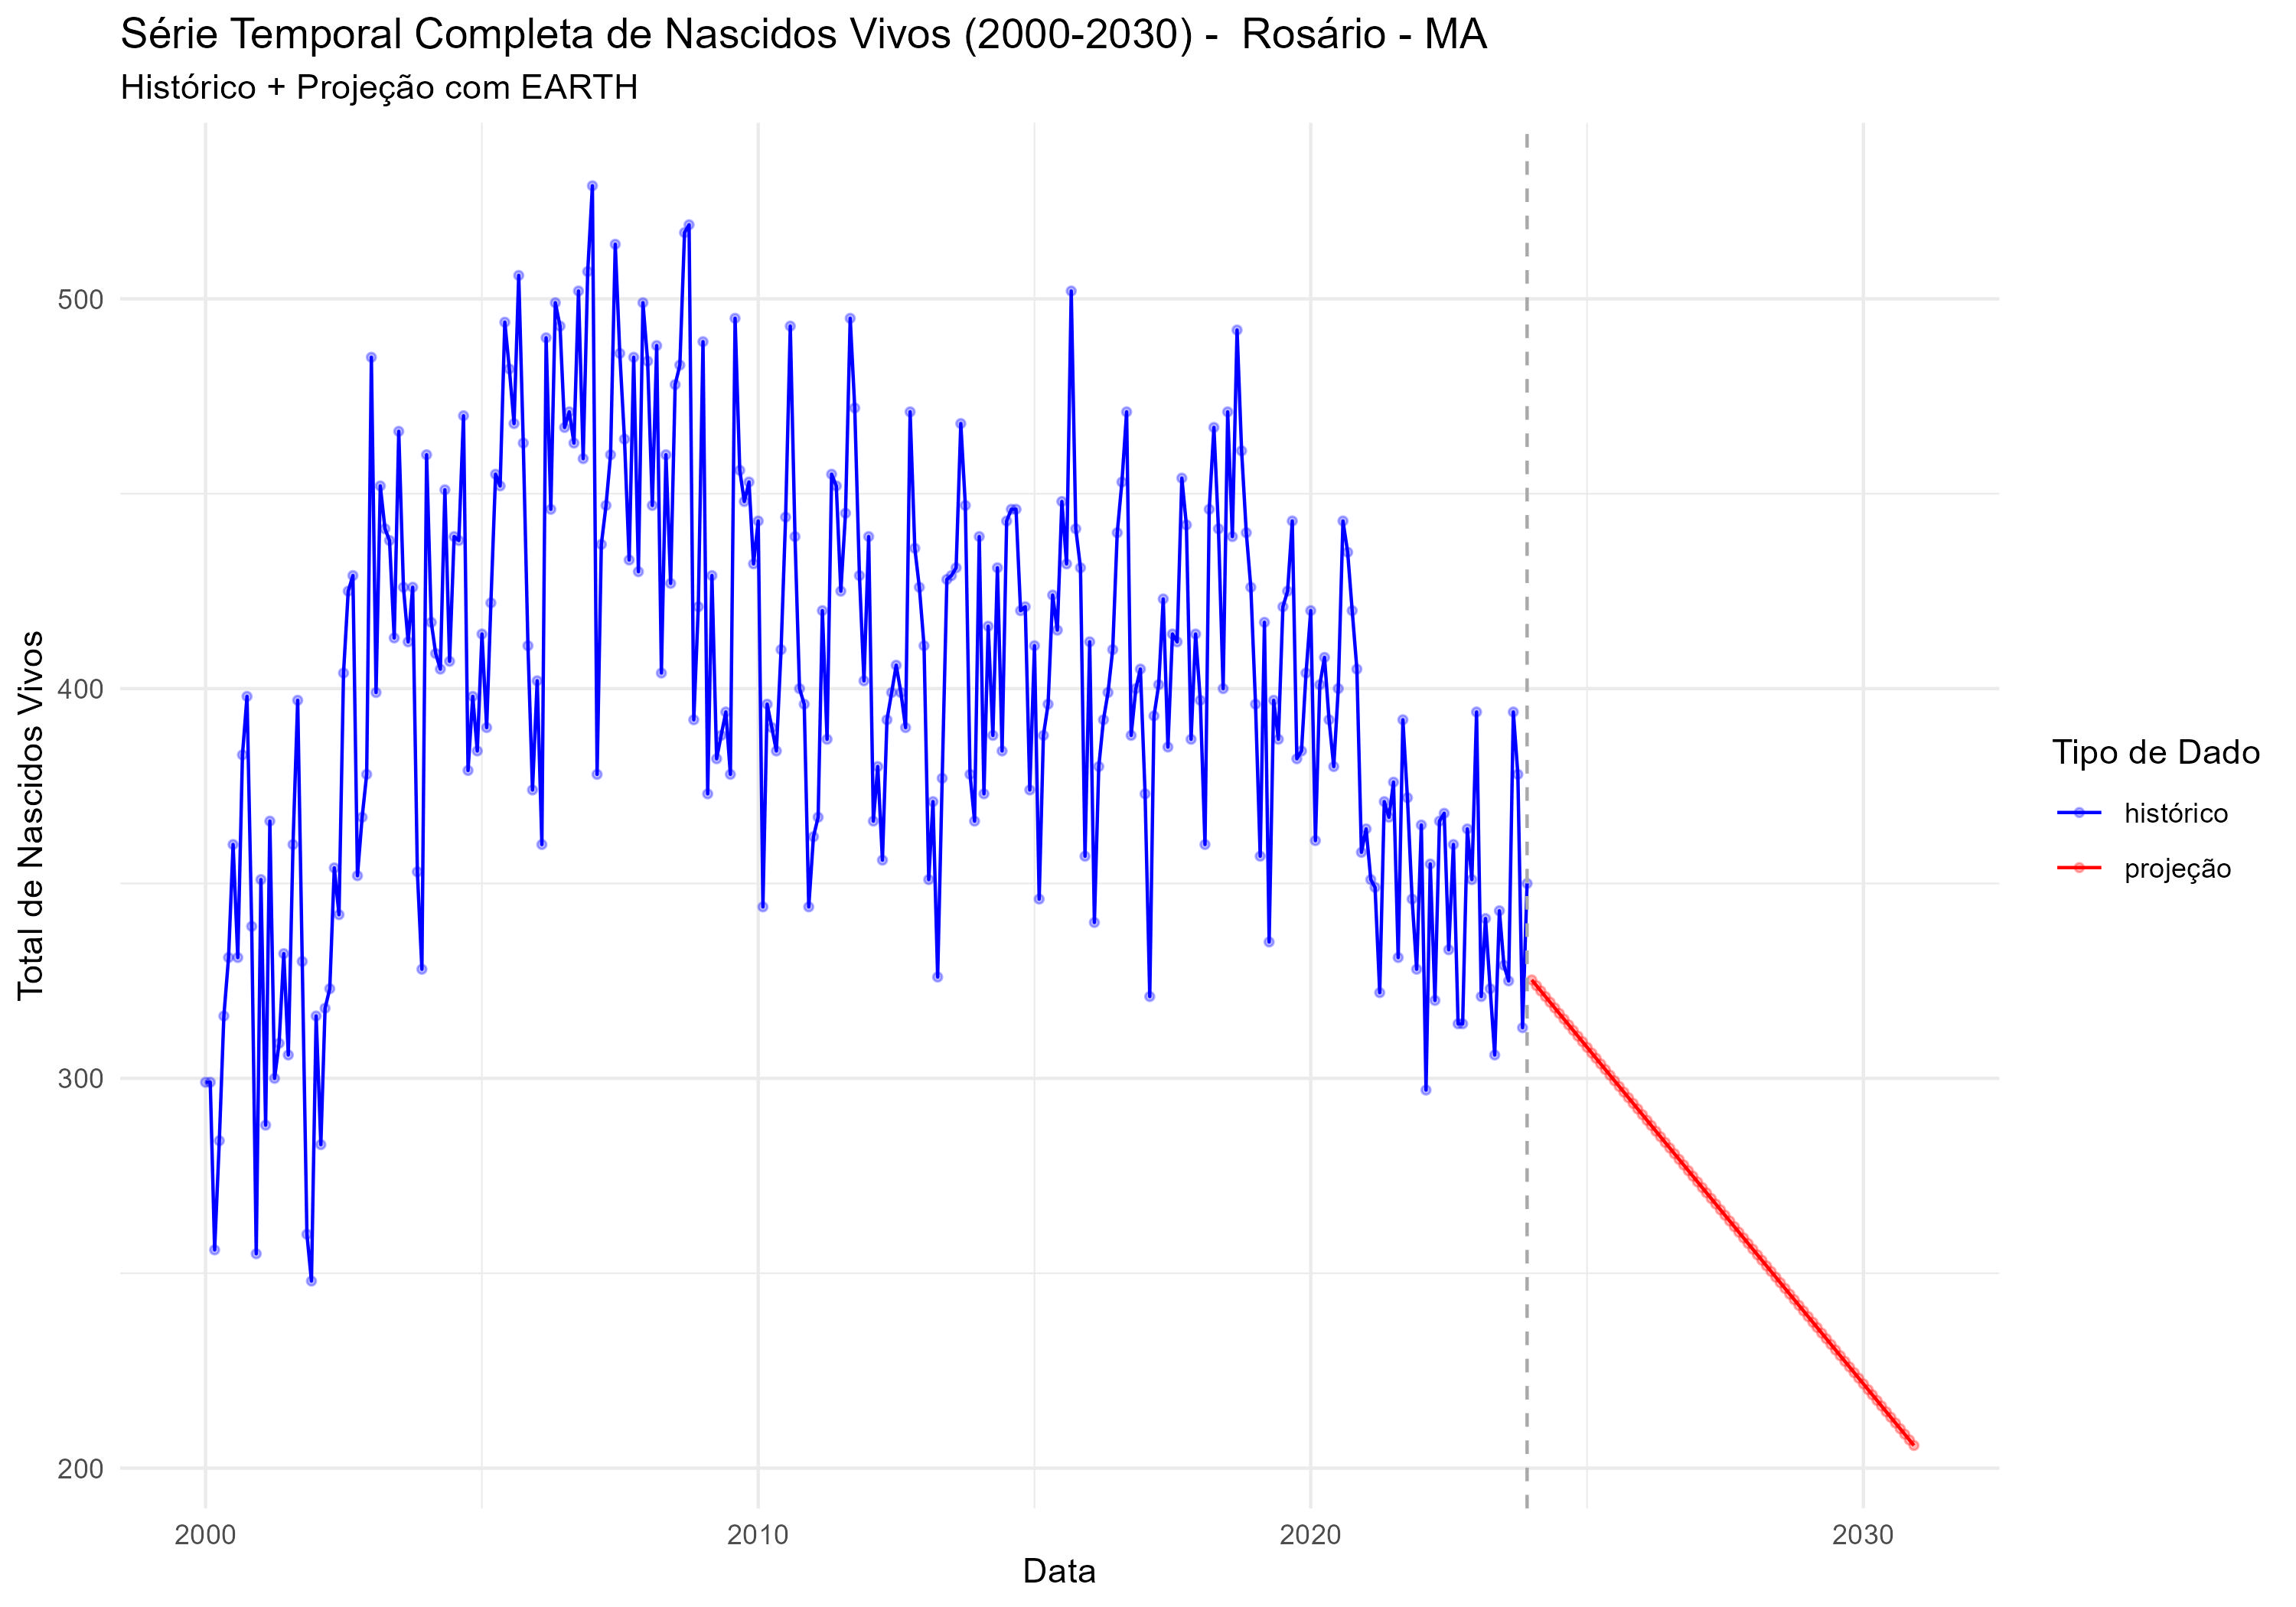 Série Temporal Completa de Nascidos Vivos (2000-2030) -  Rosário - MA
Histórico + Projeção com EARTH
Total de Nascidos Vivos
500
400
300
200
2000
2010
2020
2030
Data
Tipo de Dado
histórico
projeção